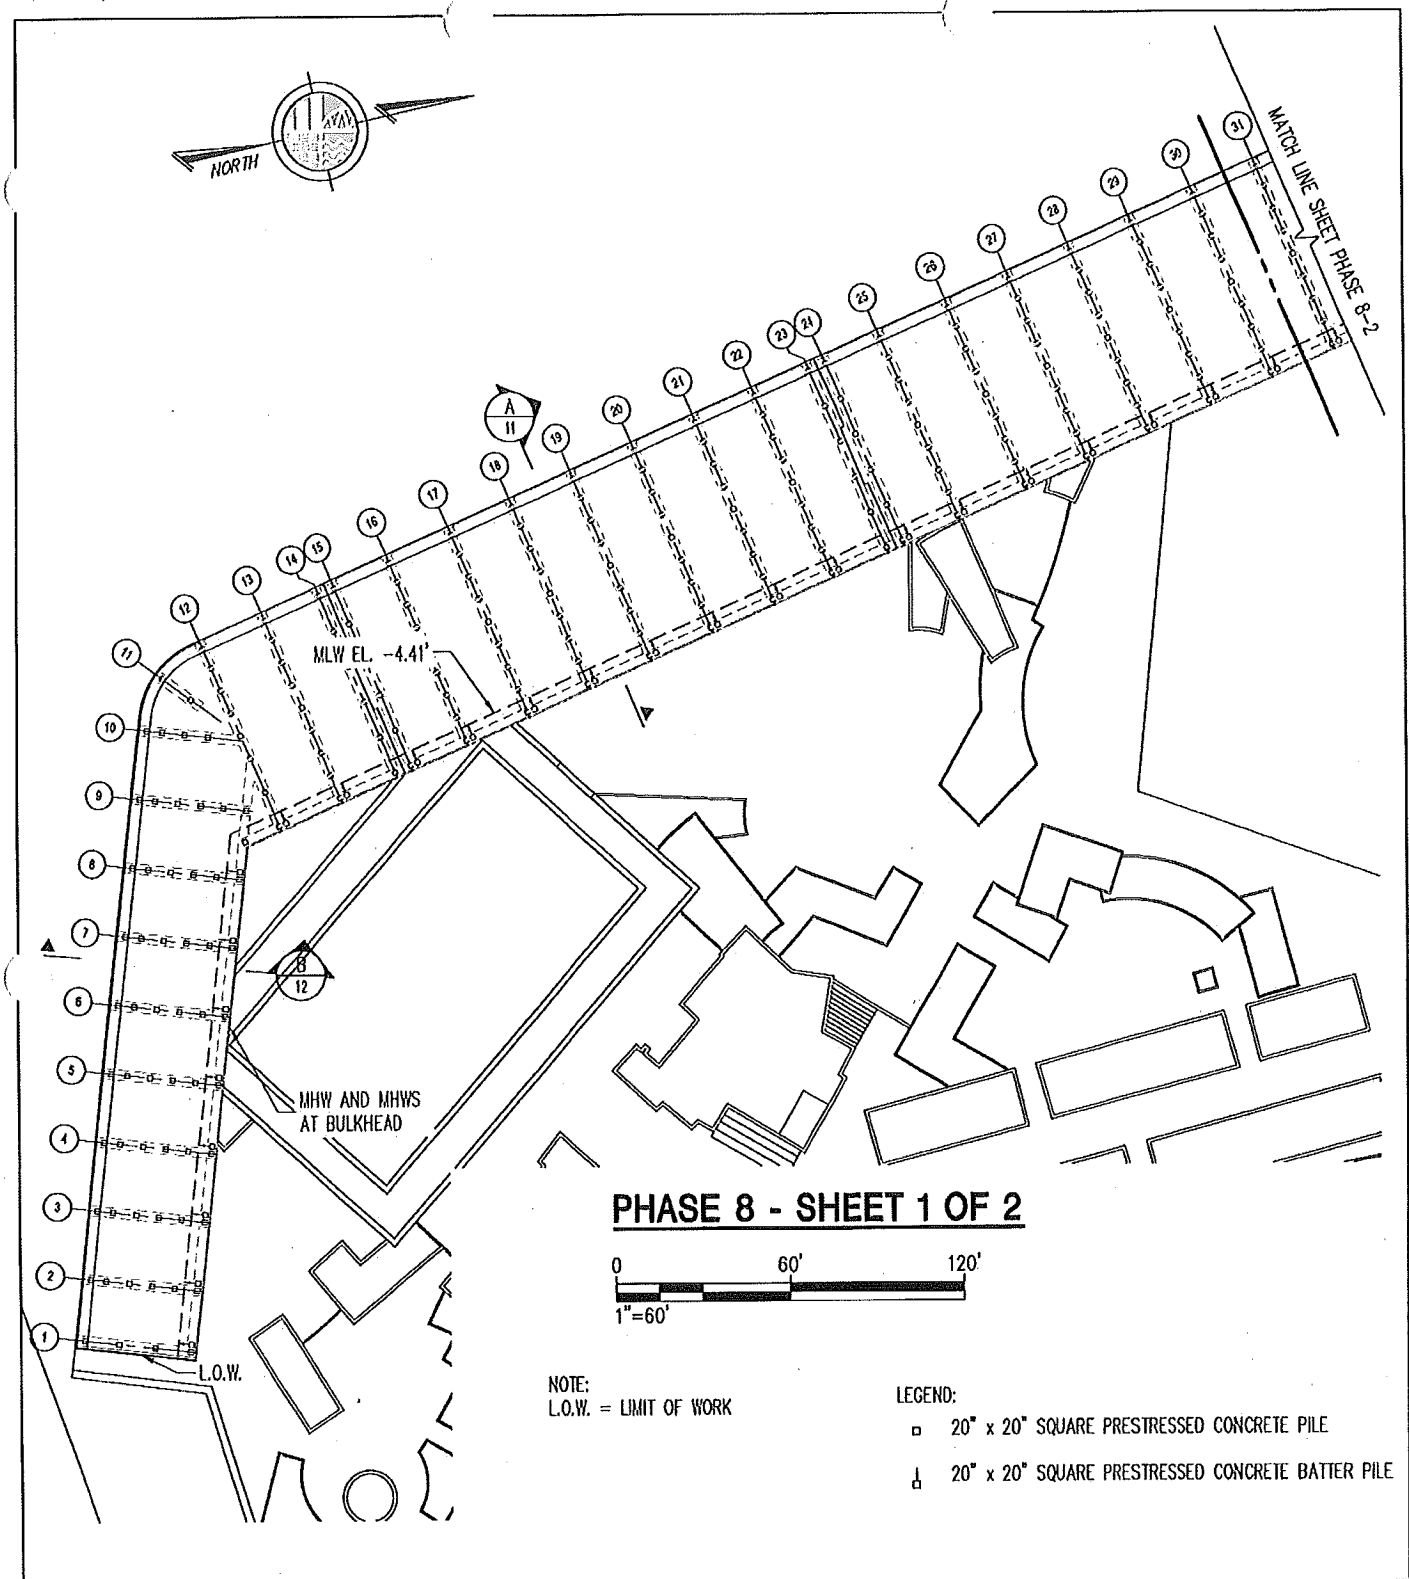 NORTH
MATCH LINE SHEET PHASE 8-2
31
30
29
28
27
26
25
24
23
22
21
20
19
18
17
16
15
14
13
12
11
10
9
8
7
6
5
4
3
2
1
A
11
MLW EL. -4.41'
B
12
MHW AND MHWS
AT BULKHEAD
L.O.W.
PHASE 8 - SHEET 1 OF 2
0 60' 120'
1"=60'
NOTE:
L.O.W. = LIMIT OF WORK
LEGEND:
20" x 20" SQUARE PRESTRESSED CONCRETE PILE
20" x 20" SQUARE PRESTRESSED CONCRETE BATTER PILE